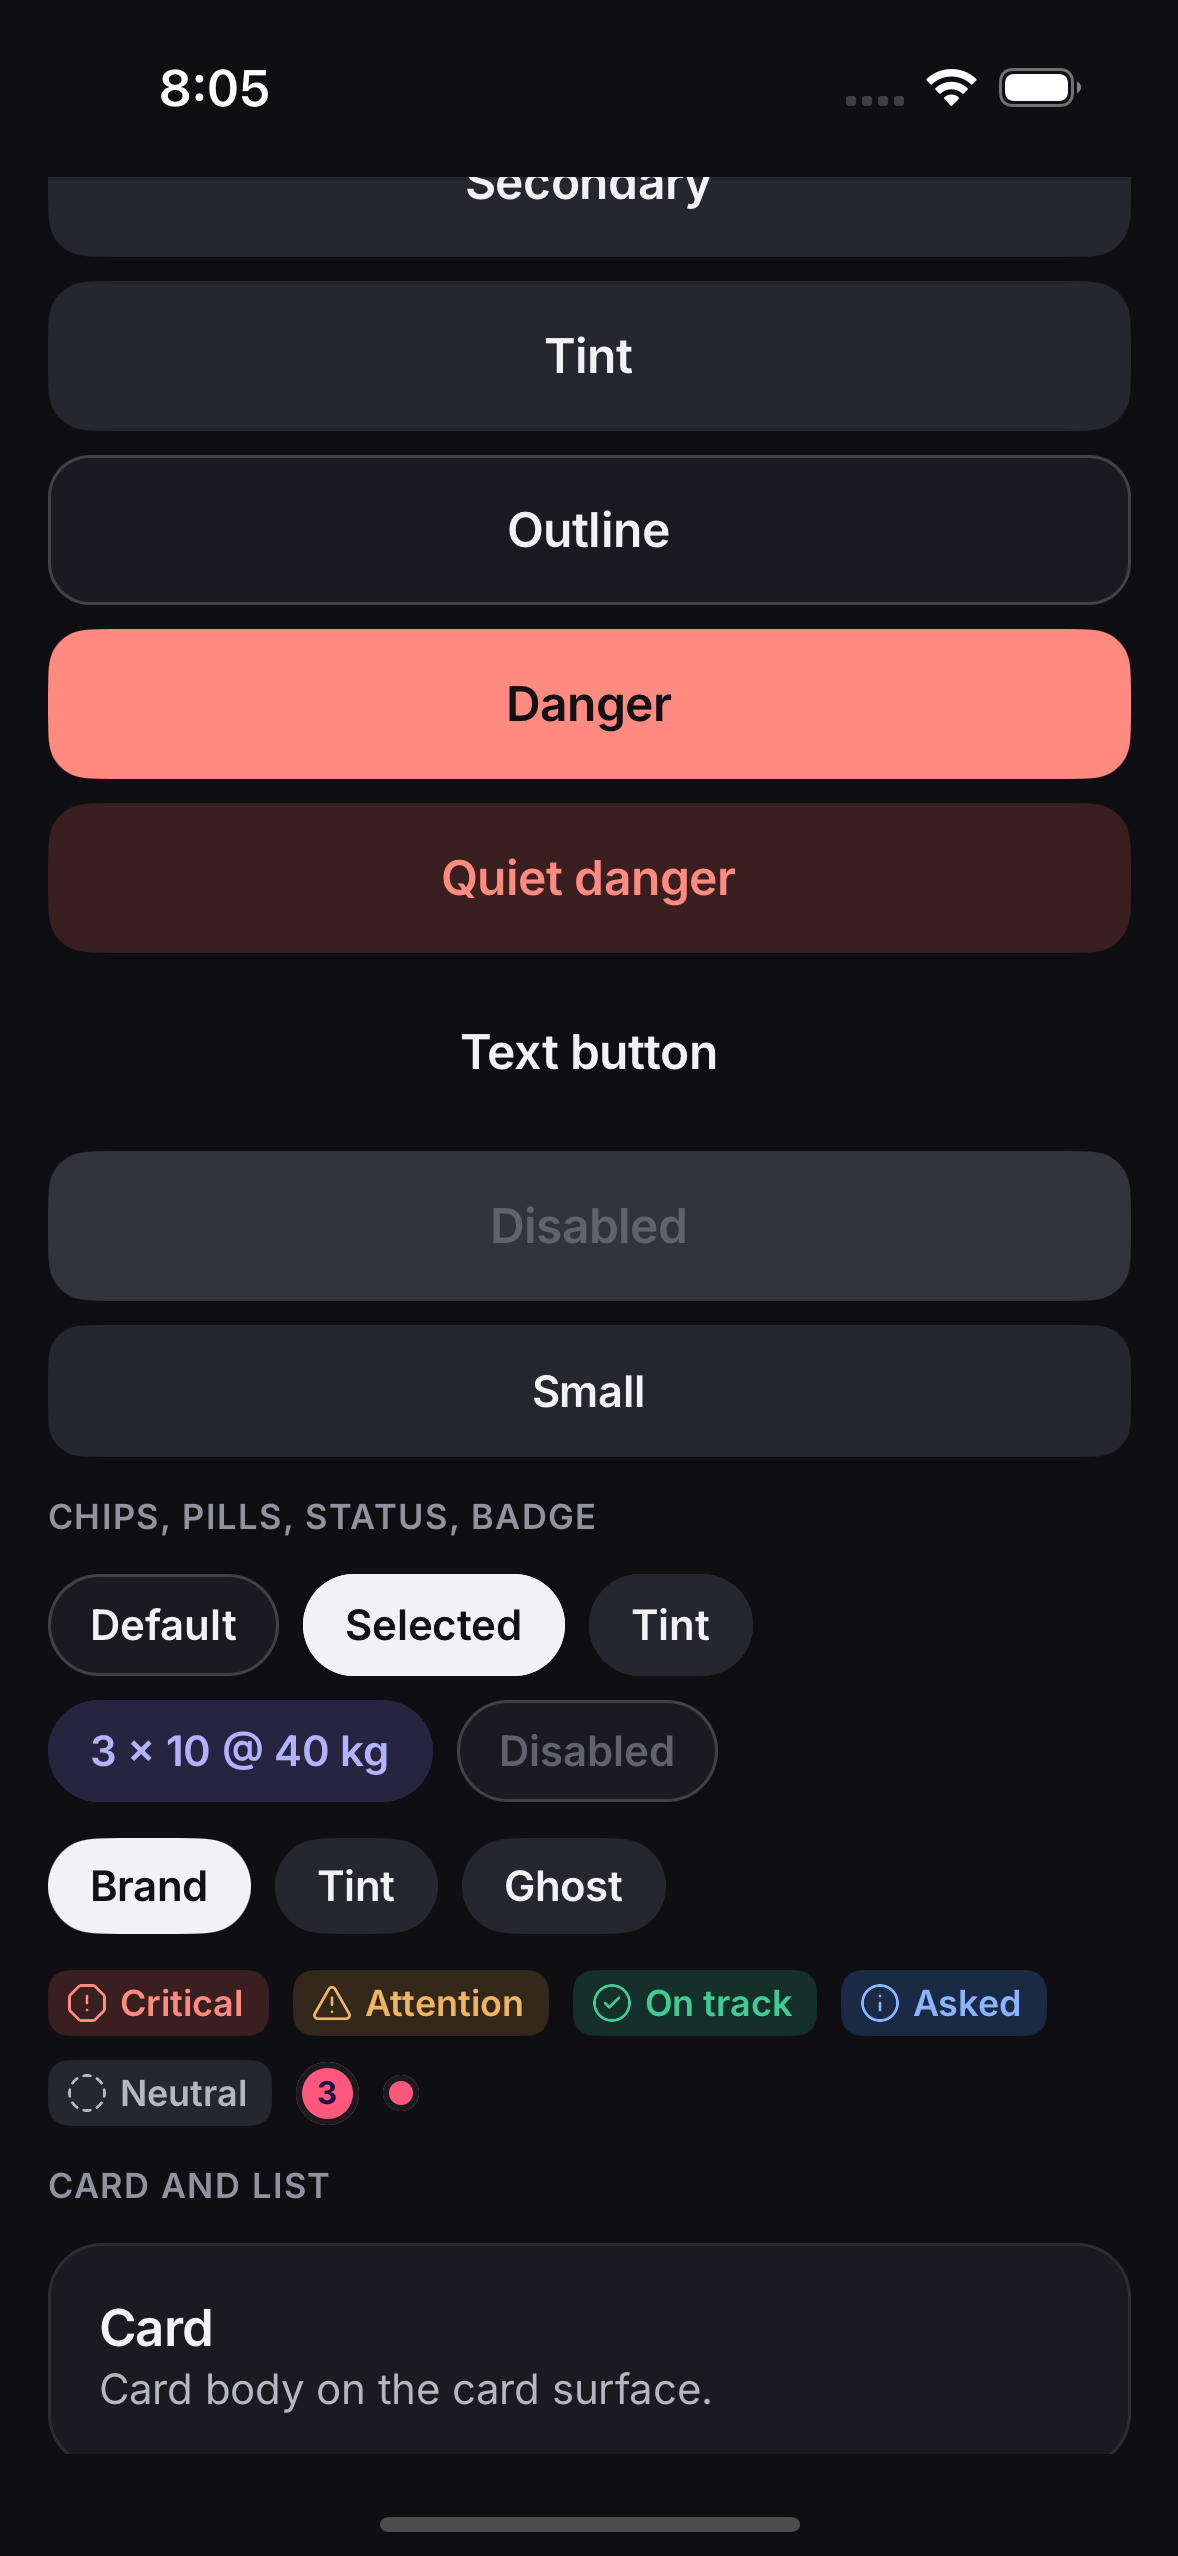 8:05
Secondary
Tint
Outline
Danger
Quiet danger
Text button
Disabled
Small
CHIPS, PILLS, STATUS, BADGE
Default Selected Tint
3 × 10 @ 40 kg Disabled
Brand Tint Ghost
Critical Attention On track Asked
Neutral 3
CARD AND LIST
Card
Card body on the card surface.